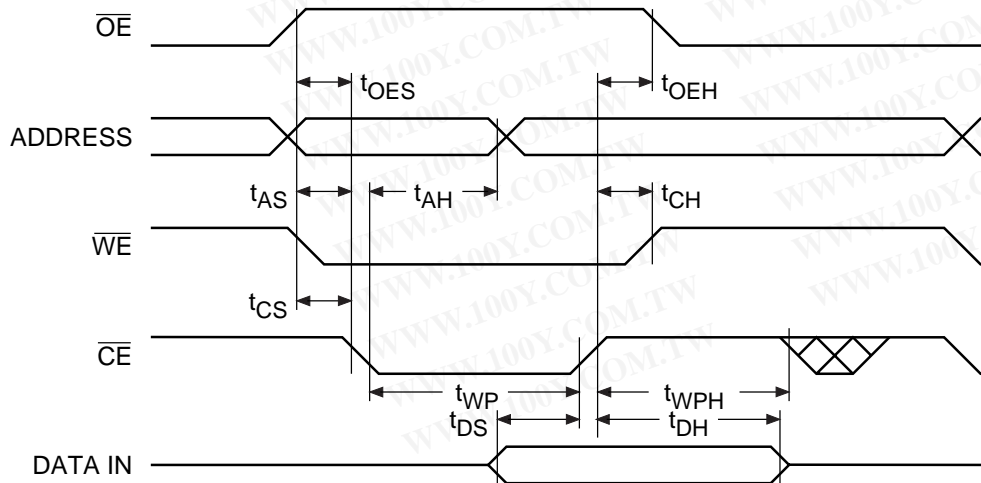 WWW.100Y.COM.TW
OE
tOES
tOEH
ADDRESS
tAS
tAH
tCH
WE
tCS
CE
tWP
tWPH
tDS
tDH
DATA IN